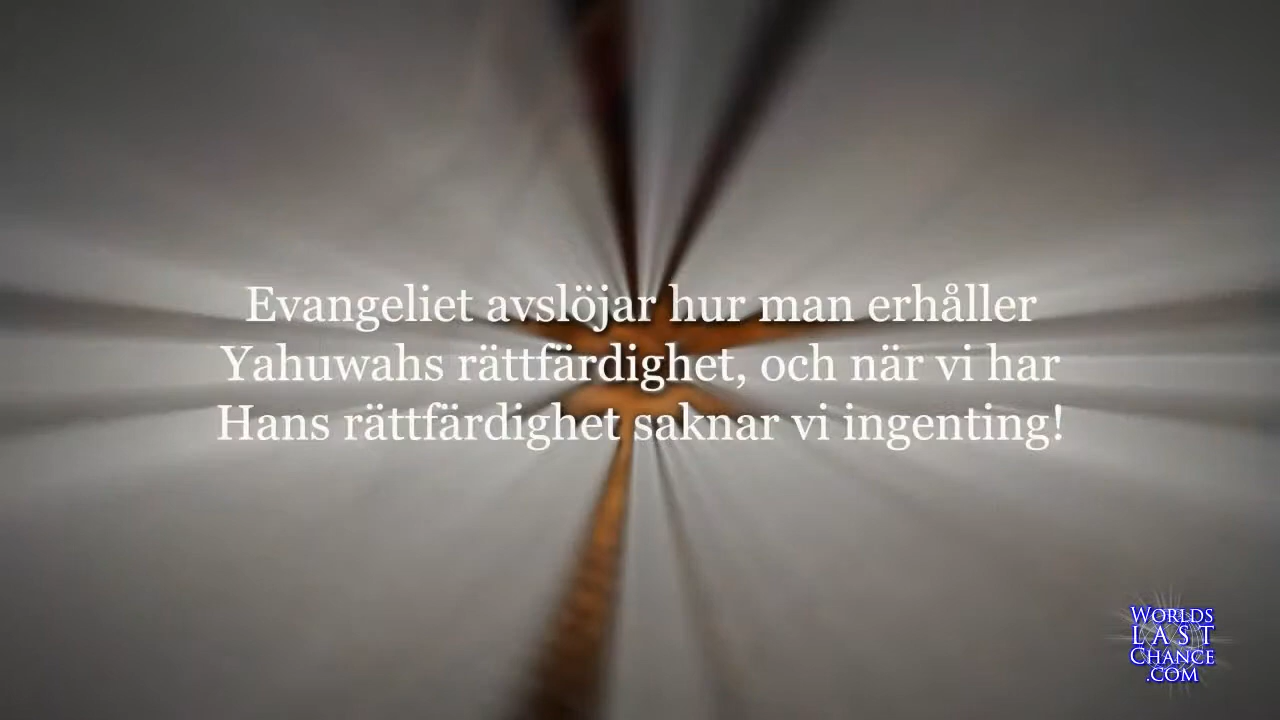 Evangeliet avslöjar hur man erhåller
Yahuwahs rättfärdighet, och när vi har
Hans rättfärdighet saknar vi ingenting!
WORLDS
LAST
CHANCE
.COM